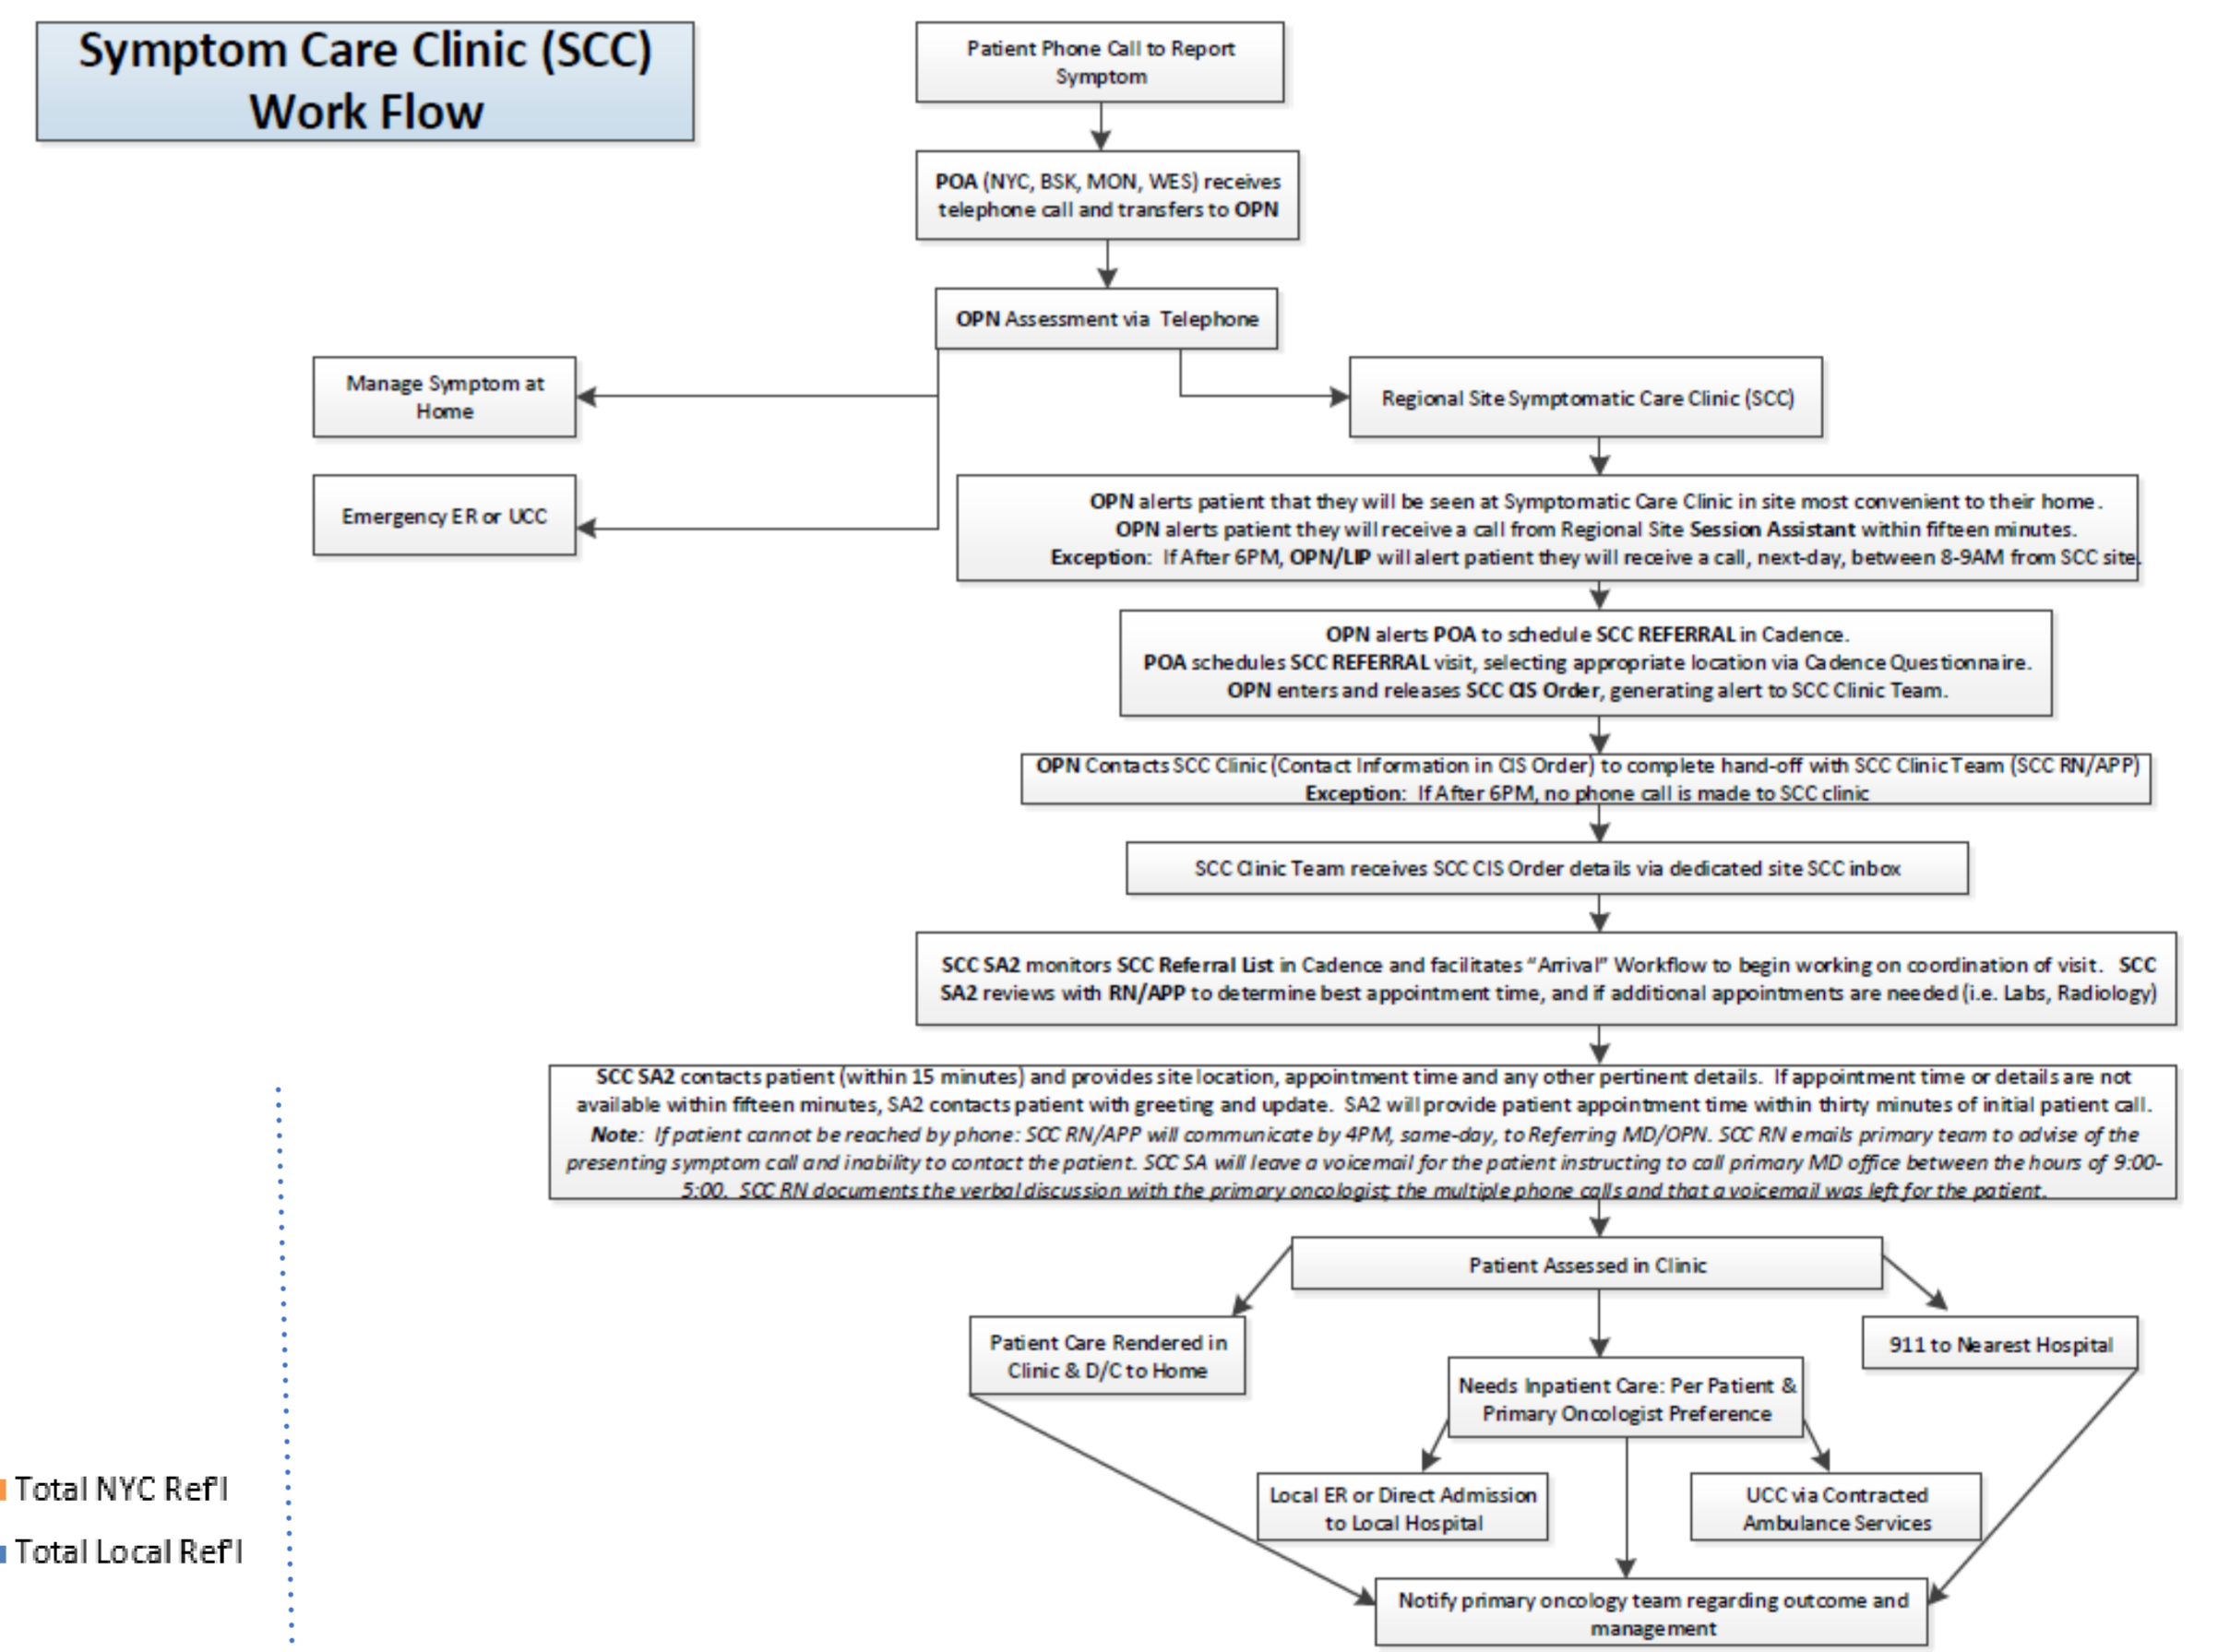 Symptom Care Clinic (SCC)
Work Flow
Patient Phone Call to Report
Symptom
POA (NYC, BSK, MON, WES) receives
telephone call and transfers to OPN
OPN Assessment via Telephone
Manage Symptom at
Home
Regional Site Symptomatic Care Clinic (SCC)
Emergency ER or UCC
OPN alerts patient that they will be seen at Symptomatic Care Clinic in site most convenient to their home.
OPN alerts patient they will receive a call from Regional Site Session Assistant within fifteen minutes.
Exception: If After 6PM, OPN/LIP will alert patient they will receive a call, next-day, between 8-9AM from SCC site.
OPN alerts POA to schedule SCC REFERRAL in Cadence.
POA schedules SCC REFERRAL visit, selecting appropriate location via Cadence Questionnaire.
OPN enters and releases SCC CIS Order, generating alert to SCC Clinic Team.
OPN Contacts SCC Clinic (Contact Information in CIS Order) to complete hand-off with SCC Clinic Team (SCC RN/APP)
Exception: If After 6PM, no phone call is made to SCC clinic
SCC Clinic Team receives SCC CIS Order details via dedicated site SCC inbox
SCC SA2 monitors SCC Referral List in Cadence and facilitates “Arrival” Workflow to begin working on coordination of visit. SCC
SA2 reviews with RN/APP to determine best appointment time, and if additional appointments are needed (i.e. Labs, Radiology)
SCC SA2 contacts patient (within 15 minutes) and provides site location, appointment time and any other pertinent details. If appointment time or details are not
available within fifteen minutes, SA2 contacts patient with greeting and update. SA2 will provide patient appointment time within thirty minutes of initial patient call.
Note: If patient cannot be reached by phone: SCC RN/APP will communicate by 4PM, same-day, to Referring MD/OPN. SCC RN emails primary team to advise of the
presenting symptom call and inability to contact the patient. SCC SA will leave a voicemail for the patient instructing to call primary MD office between the hours of 9:00-
5:00. SCC RN documents the verbal discussion with the primary oncologist, the multiple phone calls and that a voicemail was left for the patient.
Patient Assessed in Clinic
Patient Care Rendered in
Clinic & D/C to Home
911 to Nearest Hospital
Needs Inpatient Care: Per Patient &
Primary Oncologist Preference
Local ER or Direct Admission
to Local Hospital
UCC via Contracted
Ambulance Services
Notify primary oncology team regarding outcome and
management
Total NYC Ref'l
Total Local Ref'l